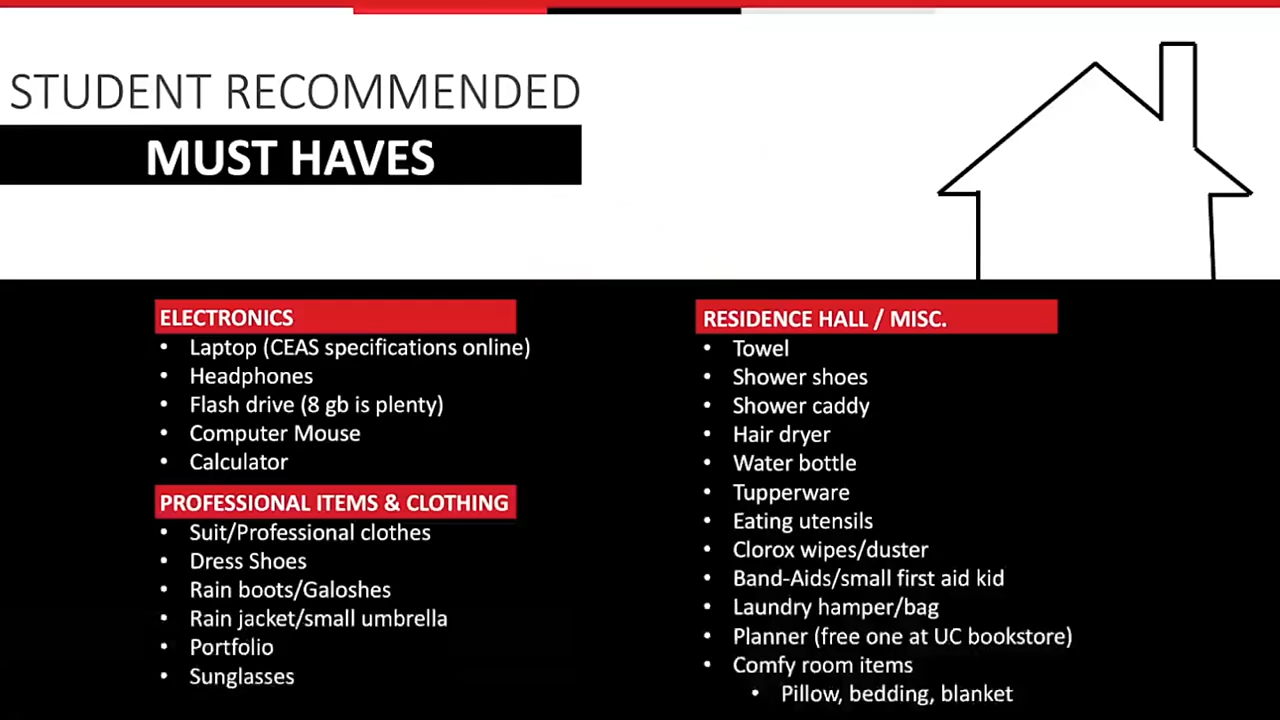 STUDENT RECOMMENDED
MUST HAVES
ELECTRONICS
• Laptop (CEAS specifications online)
• Headphones
• Flash drive (8 gb is plenty)
• Computer Mouse
• Calculator
PROFESSIONAL ITEMS & CLOTHING
• Suit/Professional clothes
• Dress Shoes
• Rain boots/Galoshes
• Rain jacket/small umbrella
• Portfolio
• Sunglasses
RESIDENCE HALL / MISC.
• Towel
• Shower shoes
• Shower caddy
• Hair dryer
• Water bottle
• Tupperware
• Eating utensils
• Clorox wipes/duster
• Band-Aids/small first aid kid
• Laundry hamper/bag
• Planner (free one at UC bookstore)
• Comfy room items
• Pillow, bedding, blanket